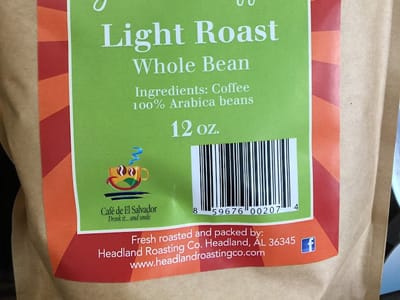 Light Roast
Whole Bean
Ingredients: Coffee
100% Arabica beans
12 oz.
Café de El Salvador
Drink it... and smile
8 59676 00207 4
Fresh roasted and packed by:
Headland Roasting Co. Headland, AL 36345
www.headlandroastingco.com
f